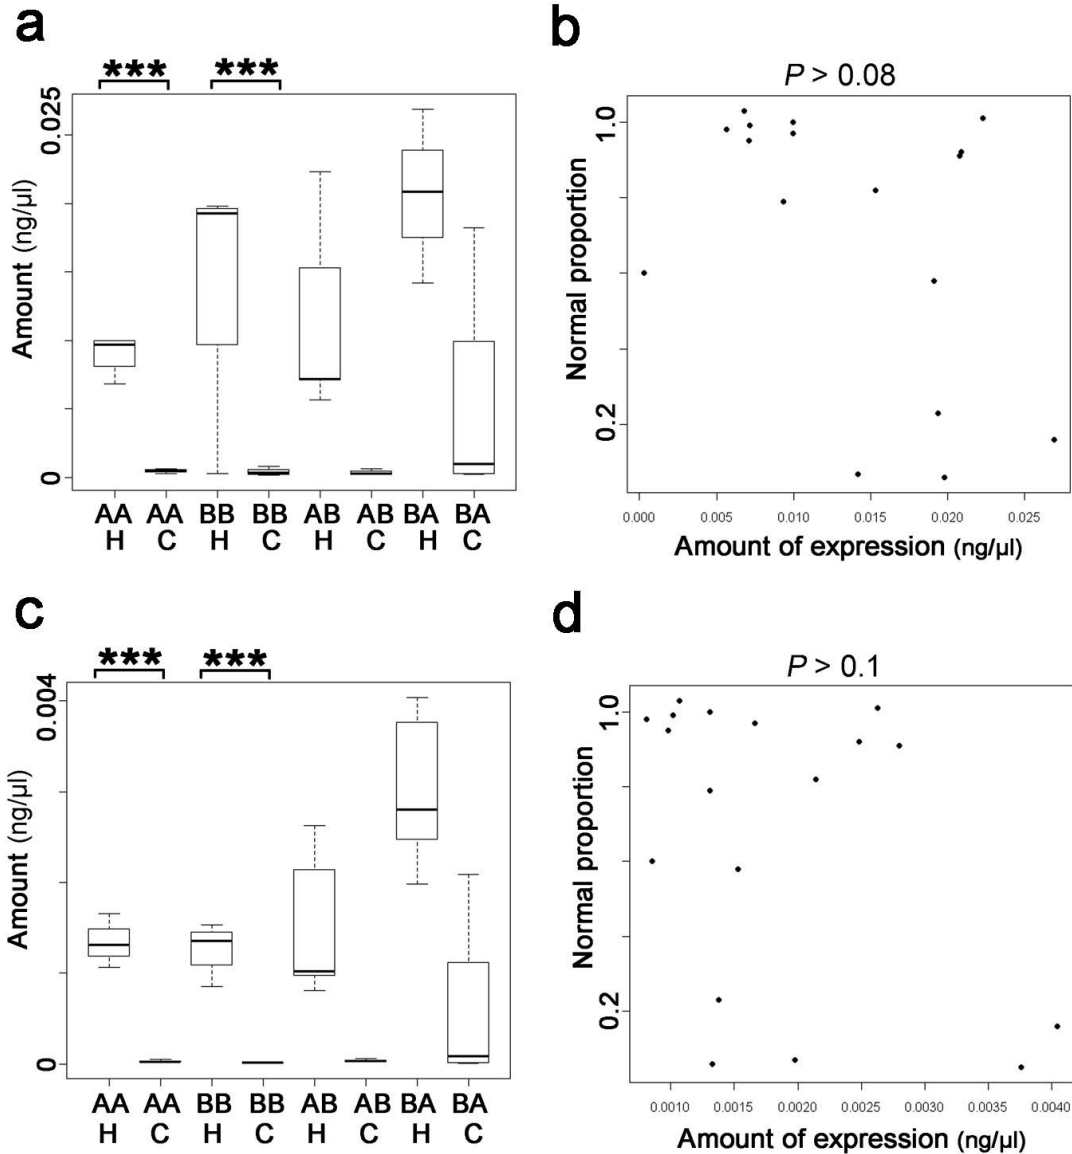 a
*** ***
0.025
0
Amount (ng/µl)
AA AA BB BB AB AB BA BA
H C H C H C H C
b
P > 0.08
1.0
0.2
Normal proportion
0.000 0.005 0.010 0.015 0.020 0.025
Amount of expression (ng/µl)
c
*** ***
0.004
0
Amount (ng/µl)
AA AA BB BB AB AB BA BA
H C H C H C H C
d
P > 0.1
1.0
0.2
Normal proportion
0.0010 0.0015 0.0020 0.0025 0.0030 0.0035 0.0040
Amount of expression (ng/µl)